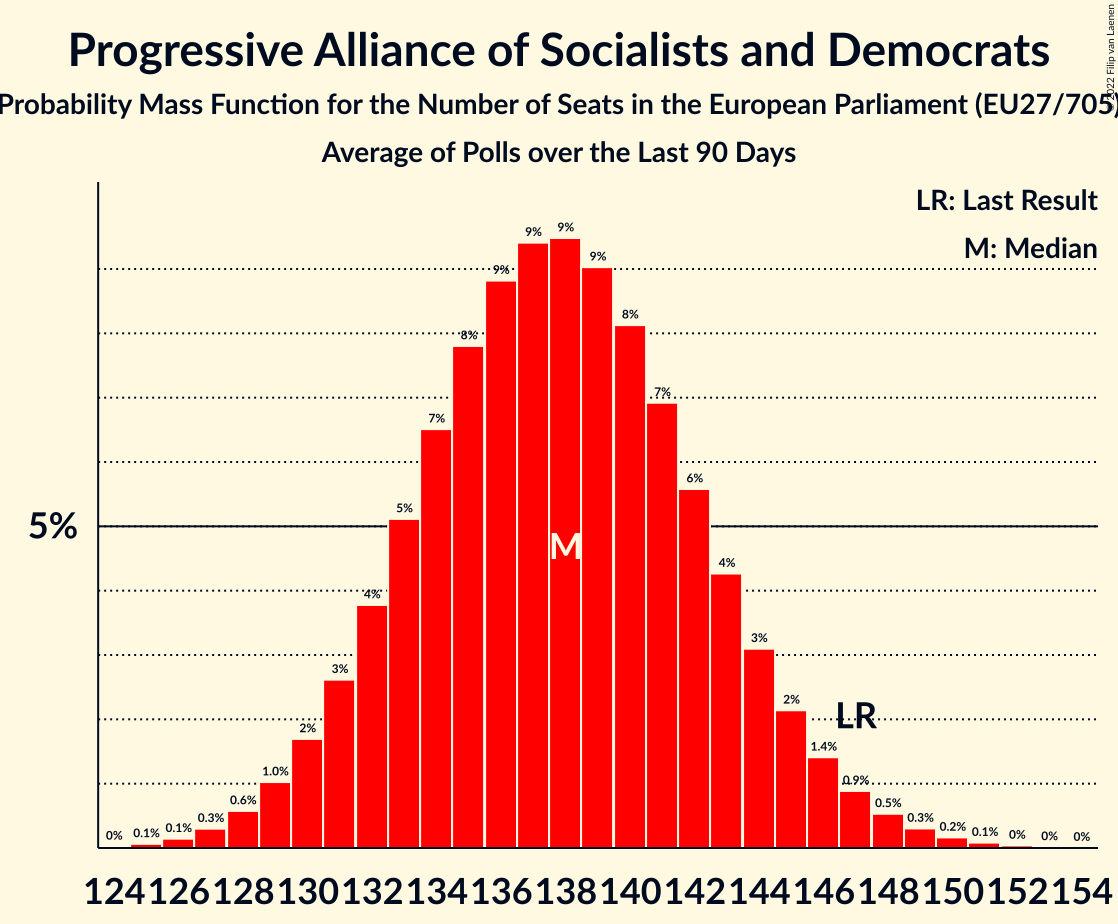 Progressive Alliance of Socialists and Democrats
Probability Mass Function for the Number of Seats in the European Parliament (EU27/705)
Average of Polls over the Last 90 Days
© 2022 Filip van Laenen
LR: Last Result
M: Median
5%
0% 0.1% 0.1% 0.3% 0.6% 1.0% 2% 3% 4% 5% 7% 8% 9% 9% 9% 9% 8% 7% 6% 4% 3% 2% 1.4% 0.9% 0.5% 0.3% 0.2% 0.1% 0% 0% 0%
M
LR
124 126 128 130 132 134 136 138 140 142 144 146 148 150 152 154